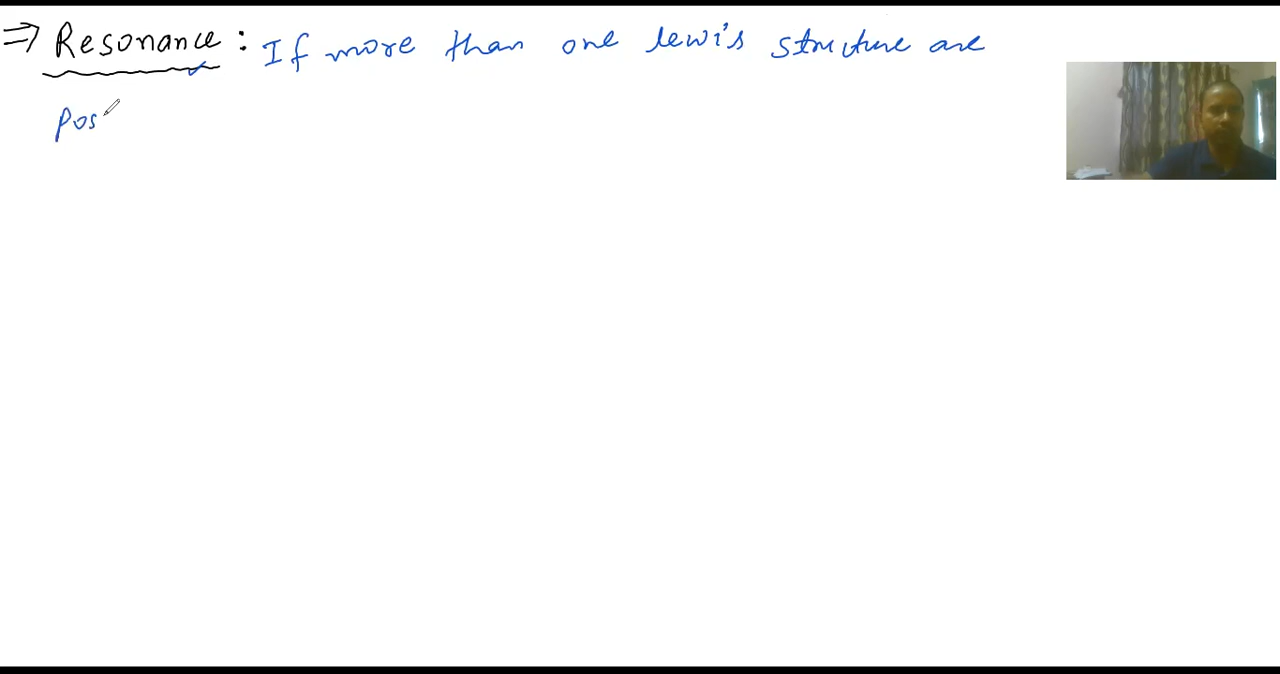 ⇒ Resonance : If more than one lewi's structure are
pos